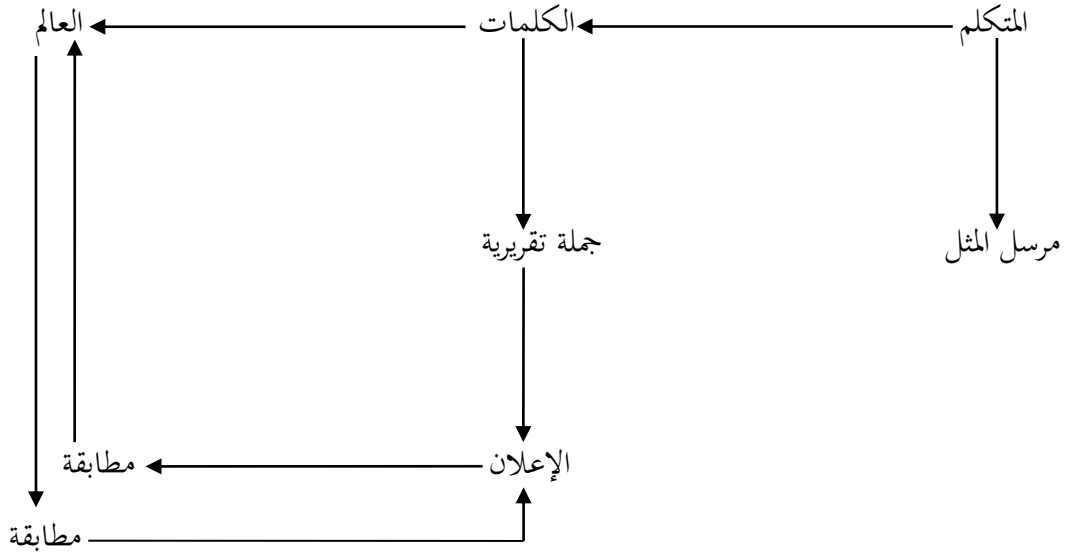 المتكلم الكلمات العالم
مرسل المثل جملة تقريرية
الإعلان مطابقة
مطابقة